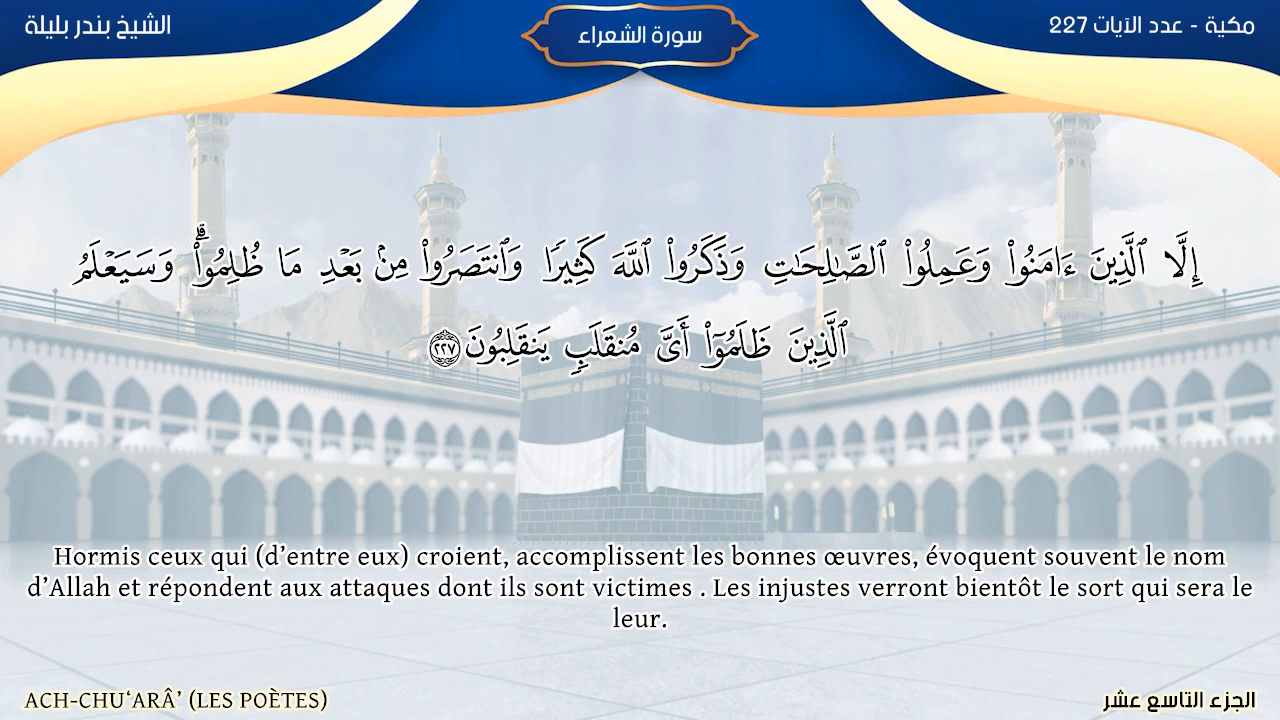 مكية - عدد الآيات 227
سورة الشعراء
الشيخ بندر بليلة
إِلَّا ٱلَّذِينَ ءَامَنُوا۟ وَعَمِلُوا۟ ٱلصَّـٰلِحَـٰتِ وَذَكَرُوا۟ ٱللَّهَ كَثِيرًا وَٱنتَصَرُوا۟ مِنۢ بَعْدِ مَا ظُلِمُوا۟ ۗ وَسَيَعْلَمُ
ٱلَّذِينَ ظَلَمُوٓا۟ أَىَّ مُنقَلَبٍ يَنقَلِبُونَ ٢٢٧
Hormis ceux qui (d’entre eux) croient, accomplissent les bonnes œuvres, évoquent souvent le nom
d’Allah et répondent aux attaques dont ils sont victimes . Les injustes verront bientôt le sort qui sera le
leur.
ACH-CHU‘ARÂ’ (LES POÈTES)
الجزء التاسع عشر